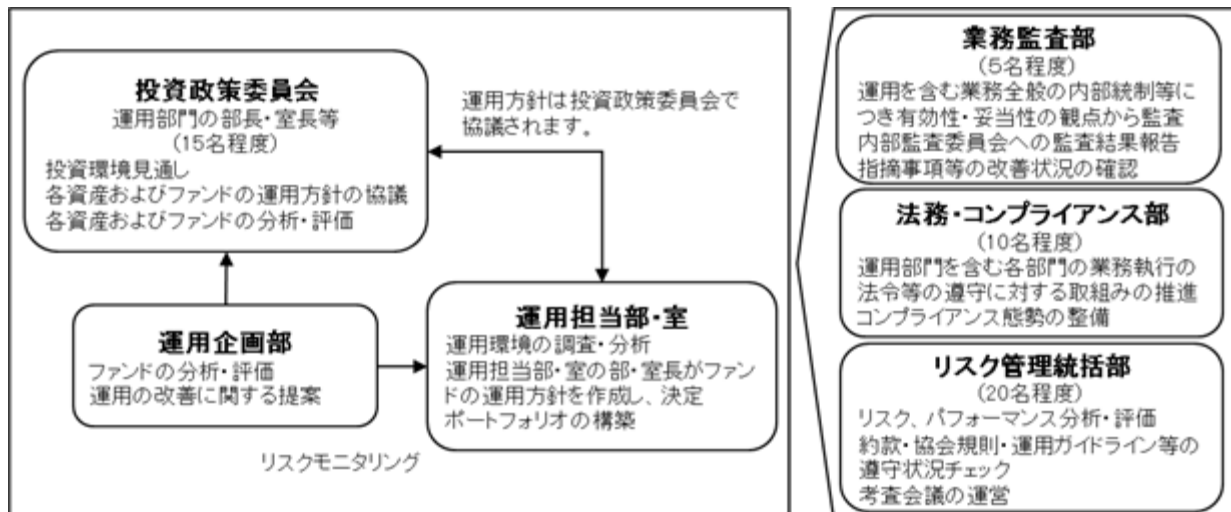 投資政策委員会
運用部門の部長・室長等
(15名程度)
投資環境見通し
各資産およびファンドの運用方針の協議
各資産およびファンドの分析・評価
運用方針は投資政策委員会で
協議されます。
運用企画部
ファンドの分析・評価
運用の改善に関する提案
運用担当部・室
運用環境の調査・分析
運用担当部・室の部・室長がファン
ドの運用方針を作成し、決定
ポートフォリオの構築
リスクモニタリング
業務監査部
(5名程度)
運用を含む業務全般の内部統制等に
つき有効性・妥当性の観点から監査
内部監査委員会への監査結果報告
指摘事項等の改善状況の確認
法務・コンプライアンス部
(10名程度)
運用部門を含む各部門の業務執行の
法令等の遵守に対する取組みの推進
コンプライアンス態勢の整備
リスク管理統括部
(20名程度)
リスク、パフォーマンス分析・評価
約款・協会規則・運用ガイドライン等の
遵守状況チェック
考査会議の運営